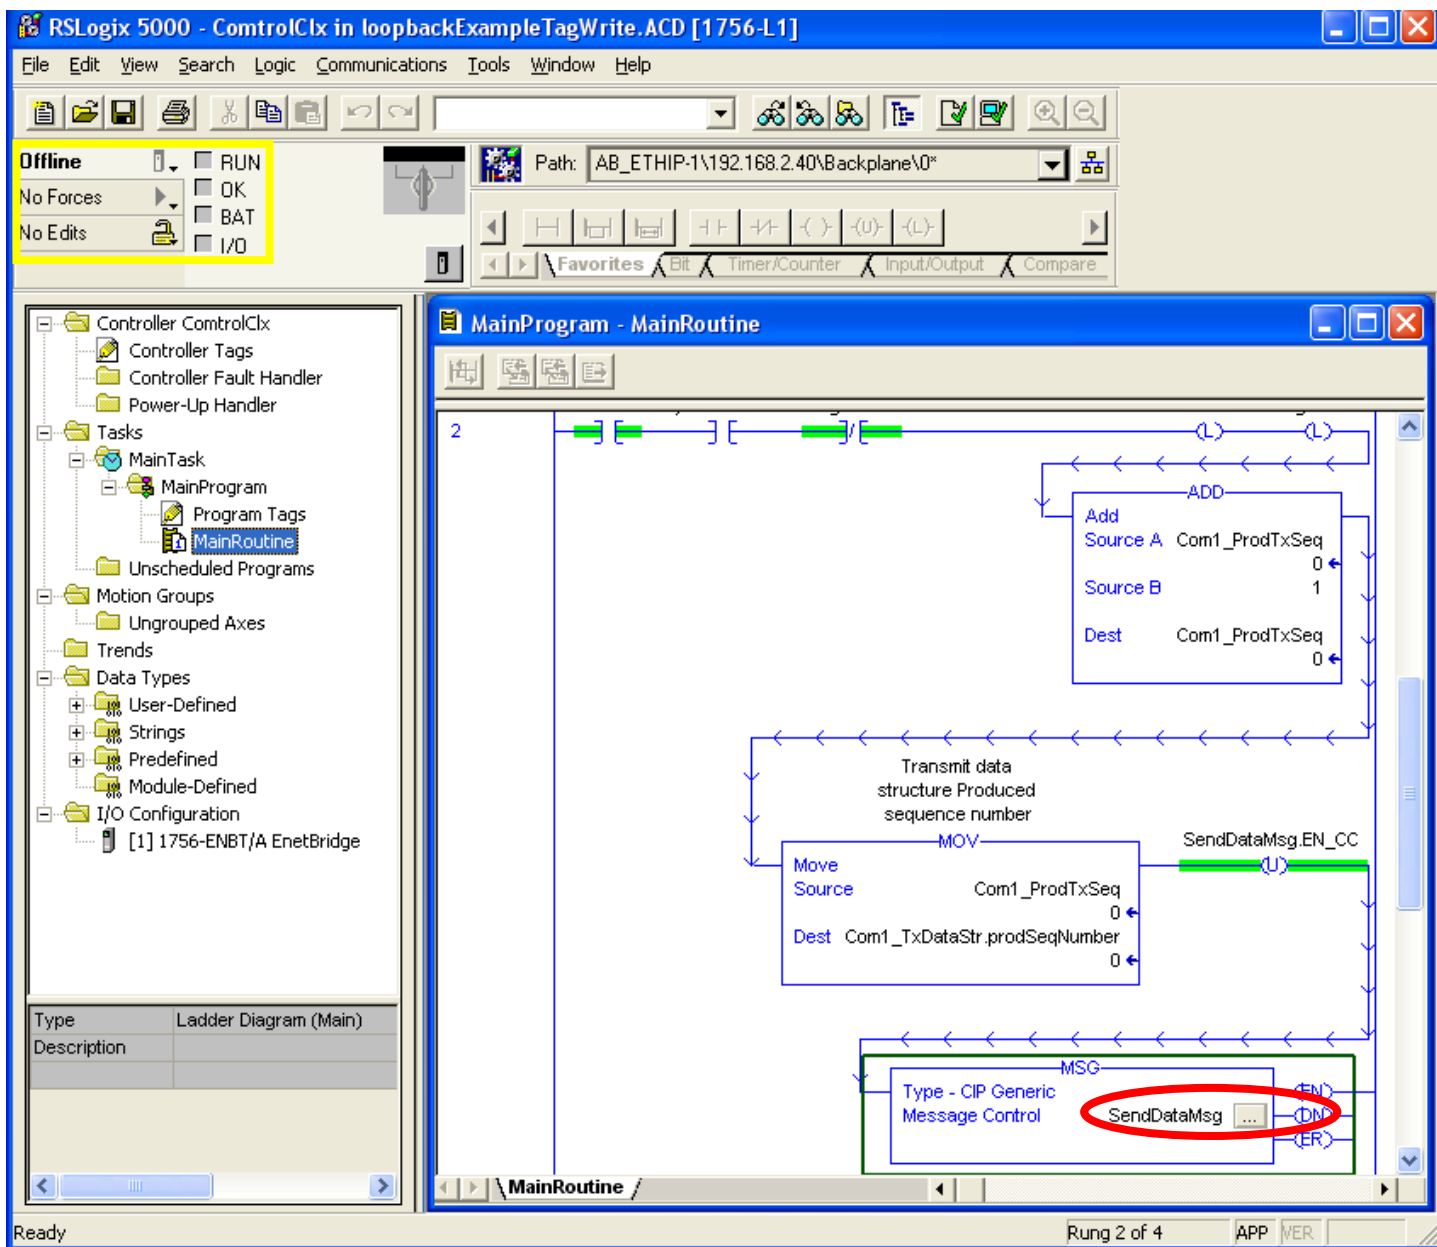 RSLogix 5000 - ComtrolClx in loopbackExampleTagWrite.ACD [1756-L1]
File Edit View Search Logic Communications Tools Window Help
Offline
RUN
No Forces
OK
BAT
No Edits
I/O
Path: AB_ETHIP-1\192.168.2.40\Backplane\0*
Favorites Bit Timer/Counter Input/Output Compare
Controller ComtrolClx
Controller Tags
Controller Fault Handler
Power-Up Handler
Tasks
MainTask
MainProgram
Program Tags
MainRoutine
Unscheduled Programs
Motion Groups
Ungrouped Axes
Trends
Data Types
User-Defined
Strings
Predefined
Module-Defined
I/O Configuration
[1] 1756-ENBT/A EnetBridge
Type Ladder Diagram (Main)
Description
MainProgram - MainRoutine
2
(L) (L)
ADD
Add
Source A Com1_ProdTxSeq
0
Source B 1
Dest Com1_ProdTxSeq
0
Transmit data
structure Produced
sequence number
MOV
Move
Source Com1_ProdTxSeq
0
Dest Com1_TxDataStr.prodSeqNumber
0
SendDataMsg.EN_CC
(U)
MSG
Type - CIP Generic
Message Control SendDataMsg ...
(EN)
(DN)
(ER)
MainRoutine
Ready
Rung 2 of 4 APP VER